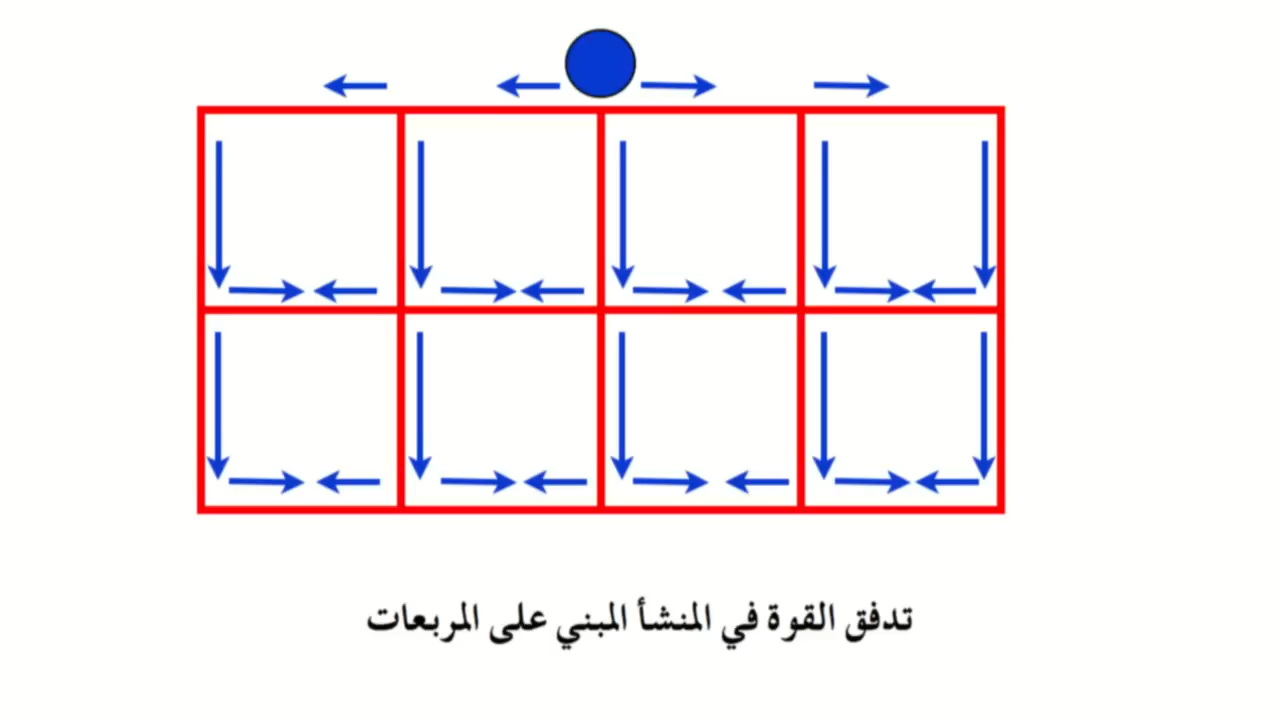 تدفق القوة في المنشأ المبني على المربعات